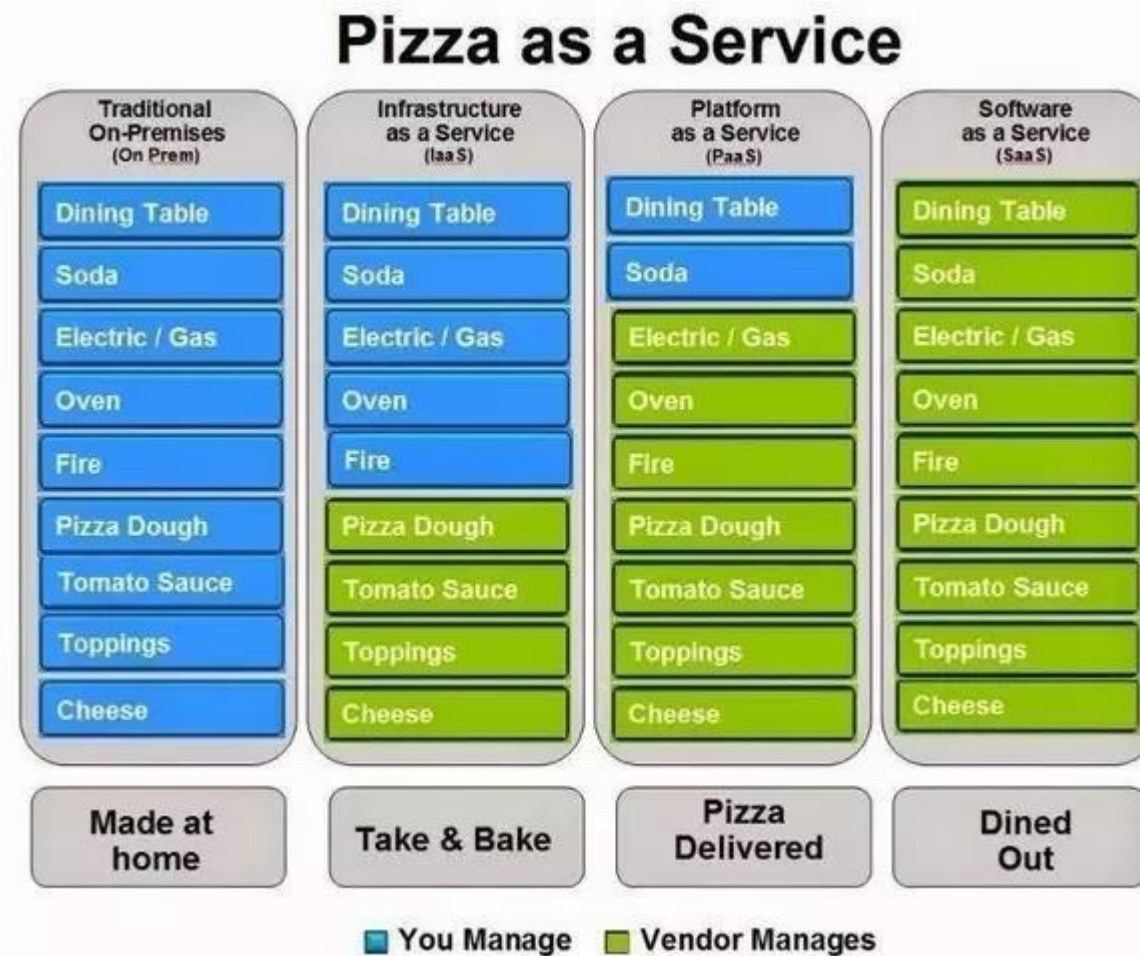 Pizza as a Service
Traditional
On-Premises
(On Prem)
Dining Table
Soda
Electric / Gas
Oven
Fire
Pizza Dough
Tomato Sauce
Toppings
Cheese
Made at
home
Infrastructure
as a Service
(IaaS)
Dining Table
Soda
Electric / Gas
Oven
Fire
Pizza Dough
Tomato Sauce
Toppings
Cheese
Take & Bake
Platform
as a Service
(PaaS)
Dining Table
Soda
Electric / Gas
Oven
Fire
Pizza Dough
Tomato Sauce
Toppings
Cheese
Pizza
Delivered
Software
as a Service
(SaaS)
Dining Table
Soda
Electric / Gas
Oven
Fire
Pizza Dough
Tomato Sauce
Toppings
Cheese
Dined
Out
You Manage
Vendor Manages